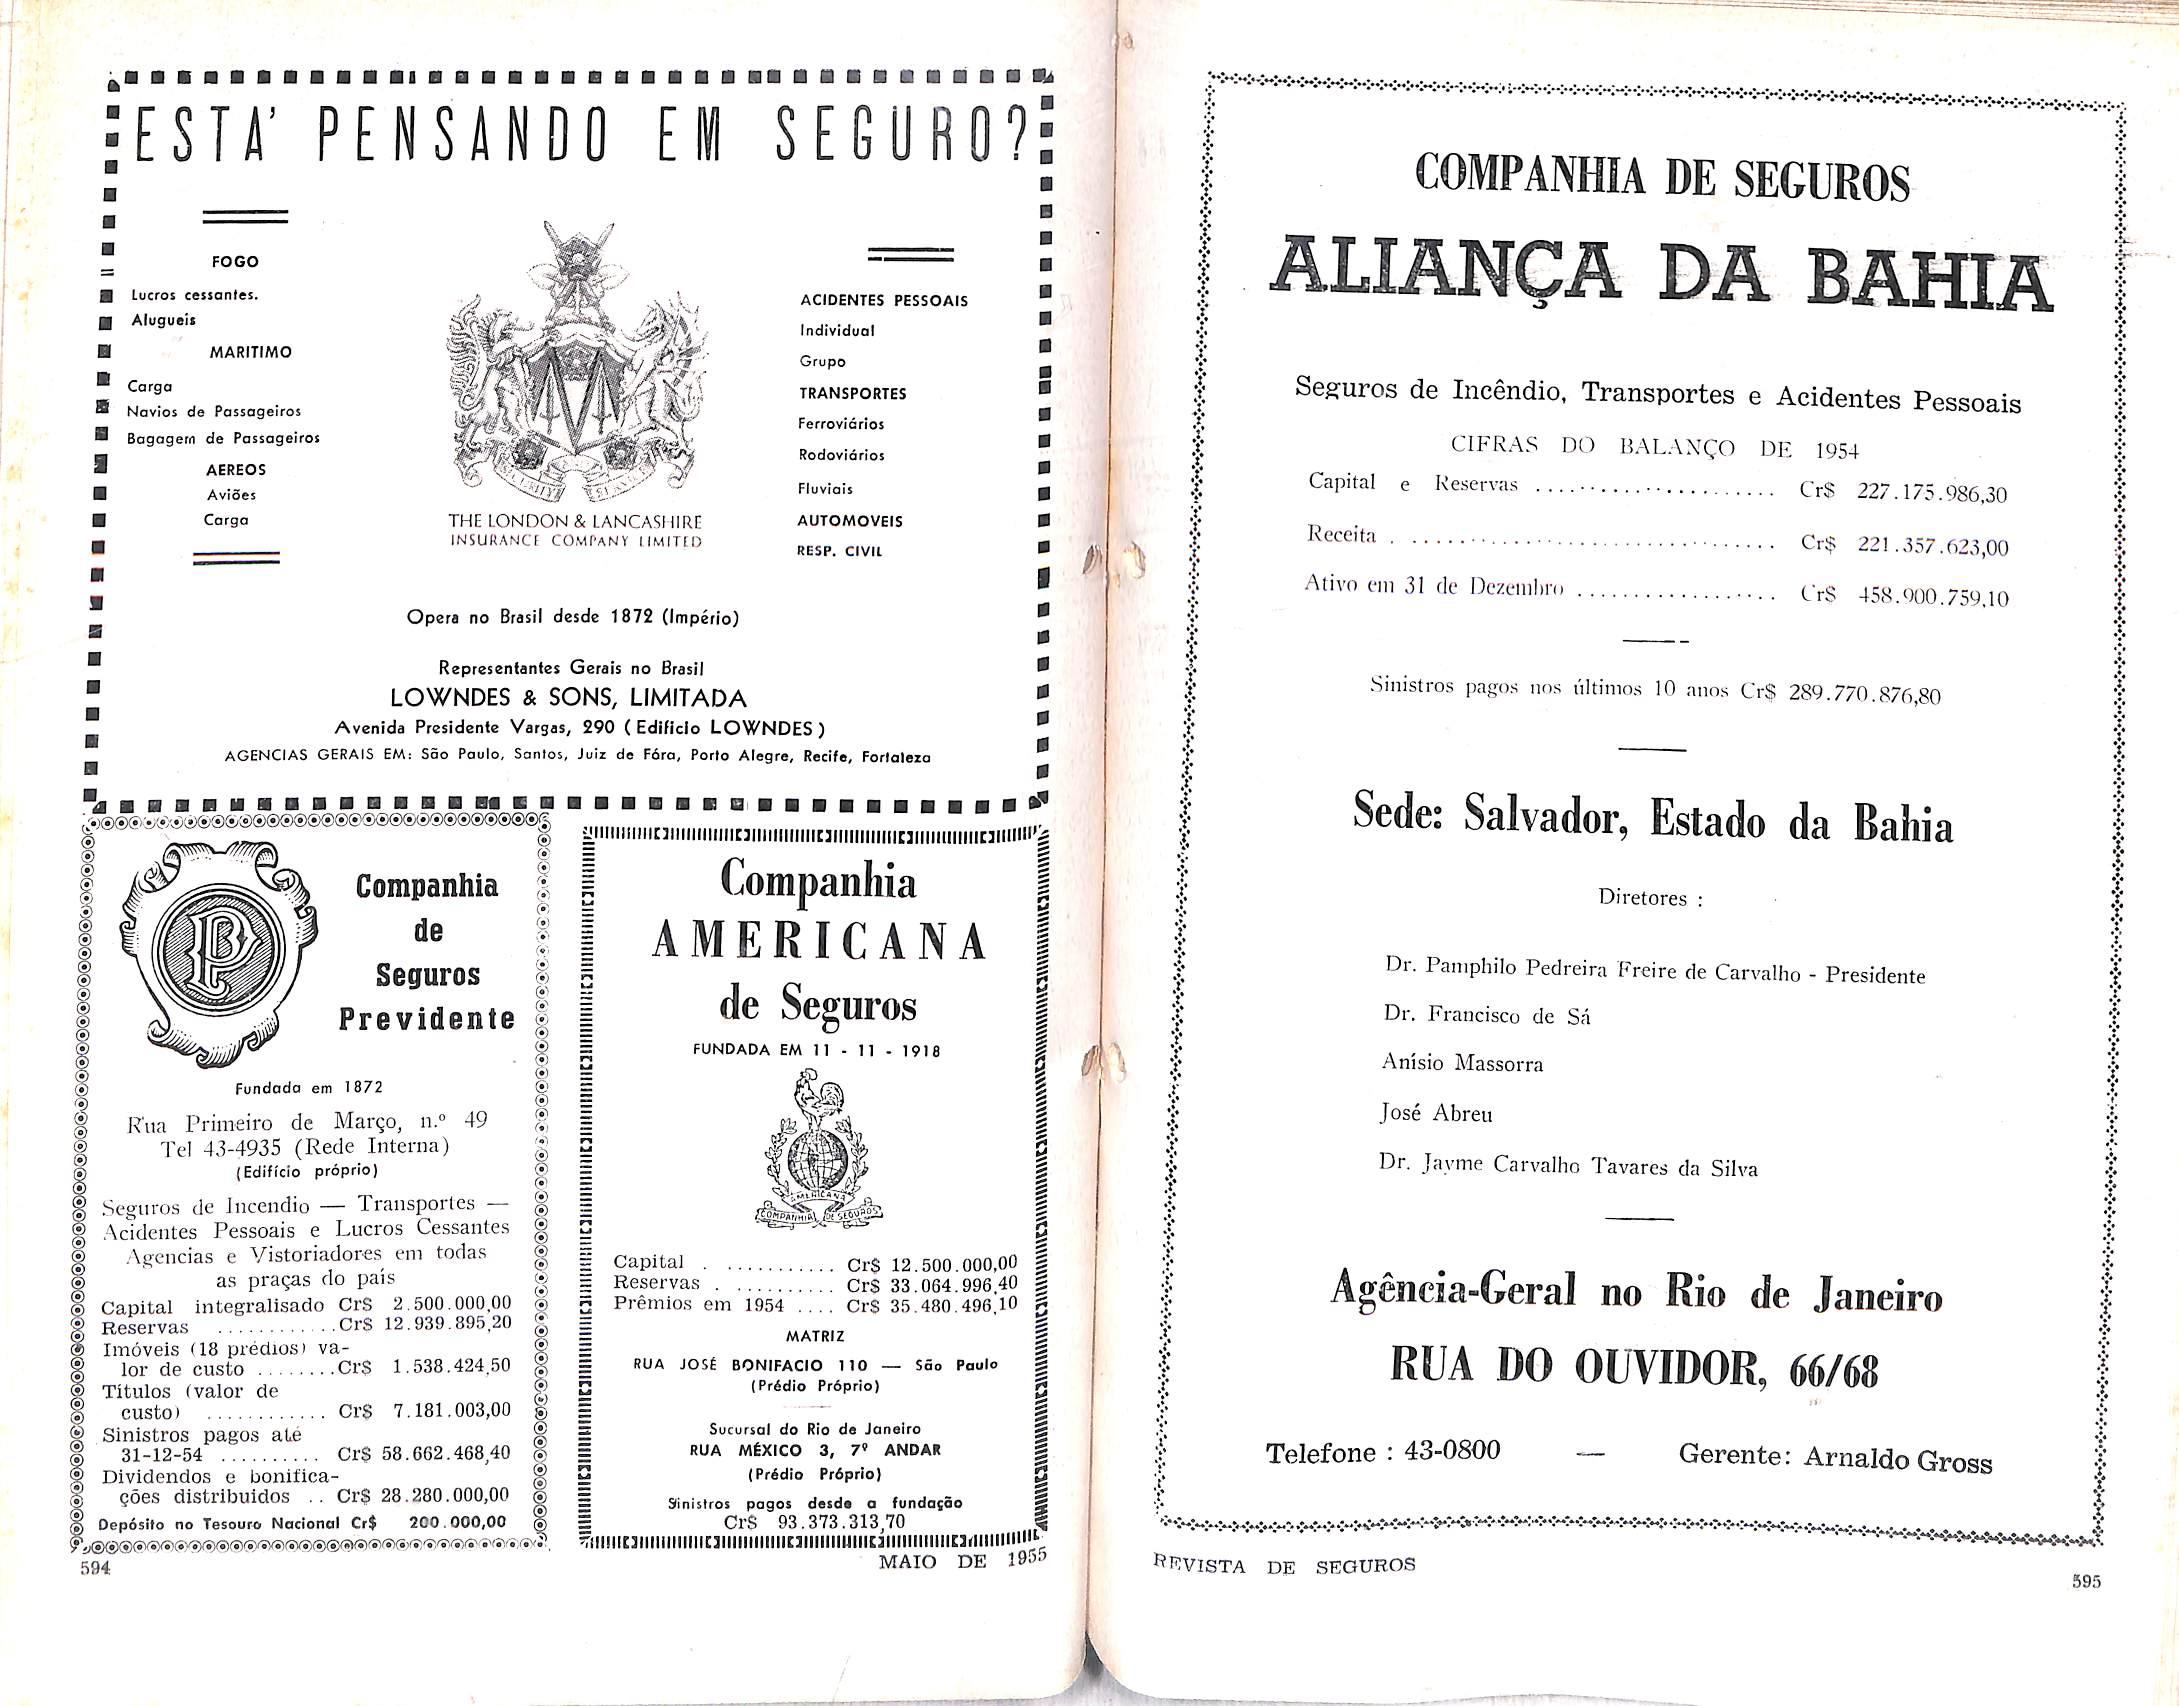 ESTA' PENSANDO EM SEGURO?
FOGO
Lucros cessantes.
Alugueis
MARITIMO
Carga
Navios de Passageiros
Bagagem de Passageiros
AEREOS
Aviões
Carga
THE LONDON & LANCASHIRE
INSURANCE COMPANY LIMITED
ACIDENTES PESSOAIS
Individual
Grupo
TRANSPORTES
Ferroviários
Rodoviários
Fluviais
AUTOMOVEIS
RESP. CIVIL
Opera no Brasil desde 1872 (Império)
Representantes Gerais no Brasil
LOWNDES & SONS, LIMITADA
Avenida Presidente Vargas, 290 (Edificio LOWNDES)
AGENCIAS GERAIS EM: São Paulo, Santos, Juiz de Fóra, Porto Alegre, Recife, Fortaleza
Companhia
de
Seguros
Previdente
Fundada em 1872
Rua Primeiro de Março, n.º 49
Tel 43-4935 (Rede Interna)
(Edifício próprio)
Seguros de Incendio — Transportes —
Acidentes Pessoais e Lucros Cessantes
Agencias e Vistoriadores em todas
as praças do país
Capital integralisado Cr$ 2.500.000,00
Reservas ............Cr$ 12.939.895,20
Imóveis (18 prédios) va-
lor de custo ........Cr$ 1.538.424,50
Títulos (valor de
custo) ............ Cr$ 7.181.003,00
Sinistros pagos até
31-12-54 .......... Cr$ 58.662.468,40
Dividendos e bonifica-
ções distribuidos .. Cr$ 28.280.000,00
Depósito no Tesouro Nacional Cr$ 200.000,00
594
Companhia
AMERICANA
de Seguros
FUNDADA EM 11 - 11 - 1918
AMERICANA
COMPANHIA DE SEGUROS
Capital . ........... Cr$ 12.500.000,00
Reservas . .......... Cr$ 33.064.996,40
Prêmios em 1954 .... Cr$ 35.480.496,10
MATRIZ
RUA JOSÉ BONIFACIO 110 — São Paulo
(Prédio Próprio)
Sucursal do Rio de Janeiro
RUA MÉXICO 3, 7º ANDAR
(Prédio Próprio)
Sinistros pagos desde a fundação
Cr$ 93.373.313,70
MAIO DE 1955
COMPANHIA DE SEGUROS
ALIANÇA DA BAHIA
Seguros de Incêndio, Transportes e Acidentes Pessoais
CIFRAS DO BALANÇO DE 1954
Capital e Reservas ...................... Cr$ 227.175.986,30
Receita . ................................. Cr$ 221.357.623,00
Ativo em 31 de Dezembro .................. Cr$ 458.900.759,10
Sinistros pagos nos últimos 10 anos Cr$ 289.770.876,80
Sede: Salvador, Estado da Bahia
Diretores :
Dr. Pamphilo Pedreira Freire de Carvalho - Presidente
Dr. Francisco de Sá
Anísio Massorra
José Abreu
Dr. Jayme Carvalho Tavares da Silva
Agência-Geral no Rio de Janeiro
RUA DO OUVIDOR, 66/68
Telefone : 43-0800 — Gerente: Arnaldo Gross
REVISTA DE SEGUROS
595